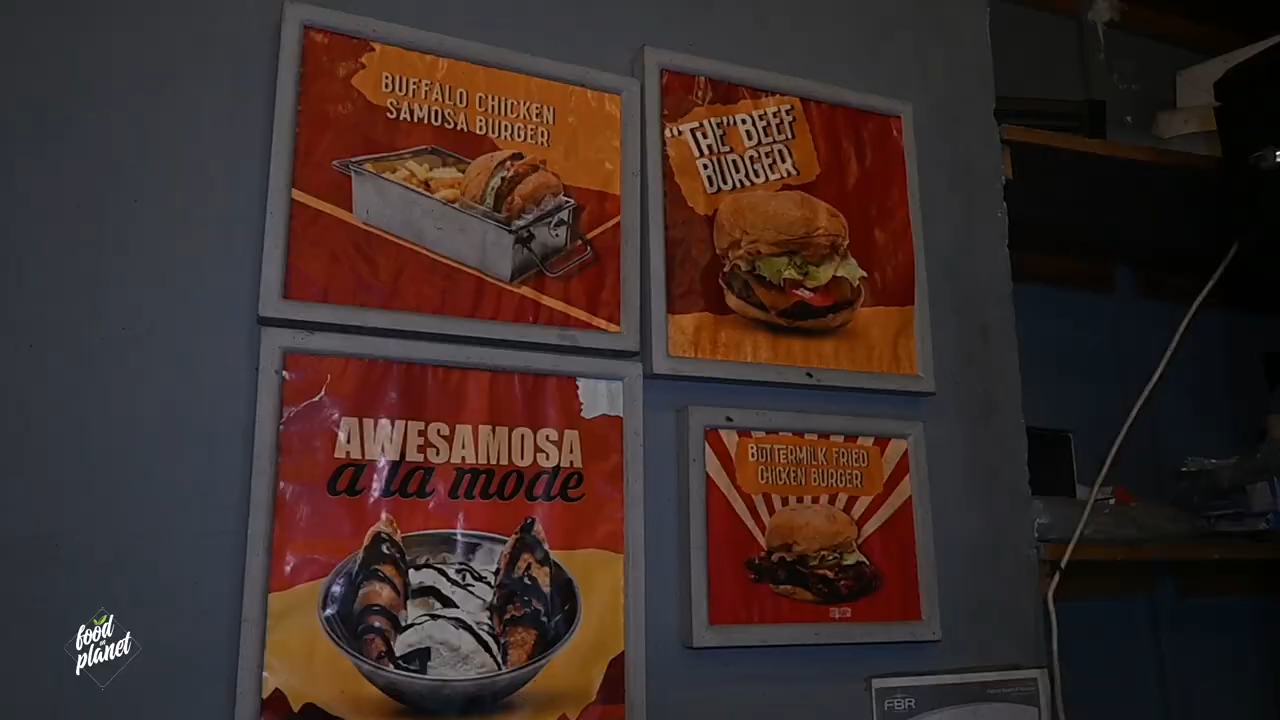 BUFFALO CHICKEN
SAMOSA BURGER
"THE" BEEF
BURGER
AWESAMOSA
a la mode
BUTTERMILK FRIED
CHICKEN BURGER
food
planet
FBR